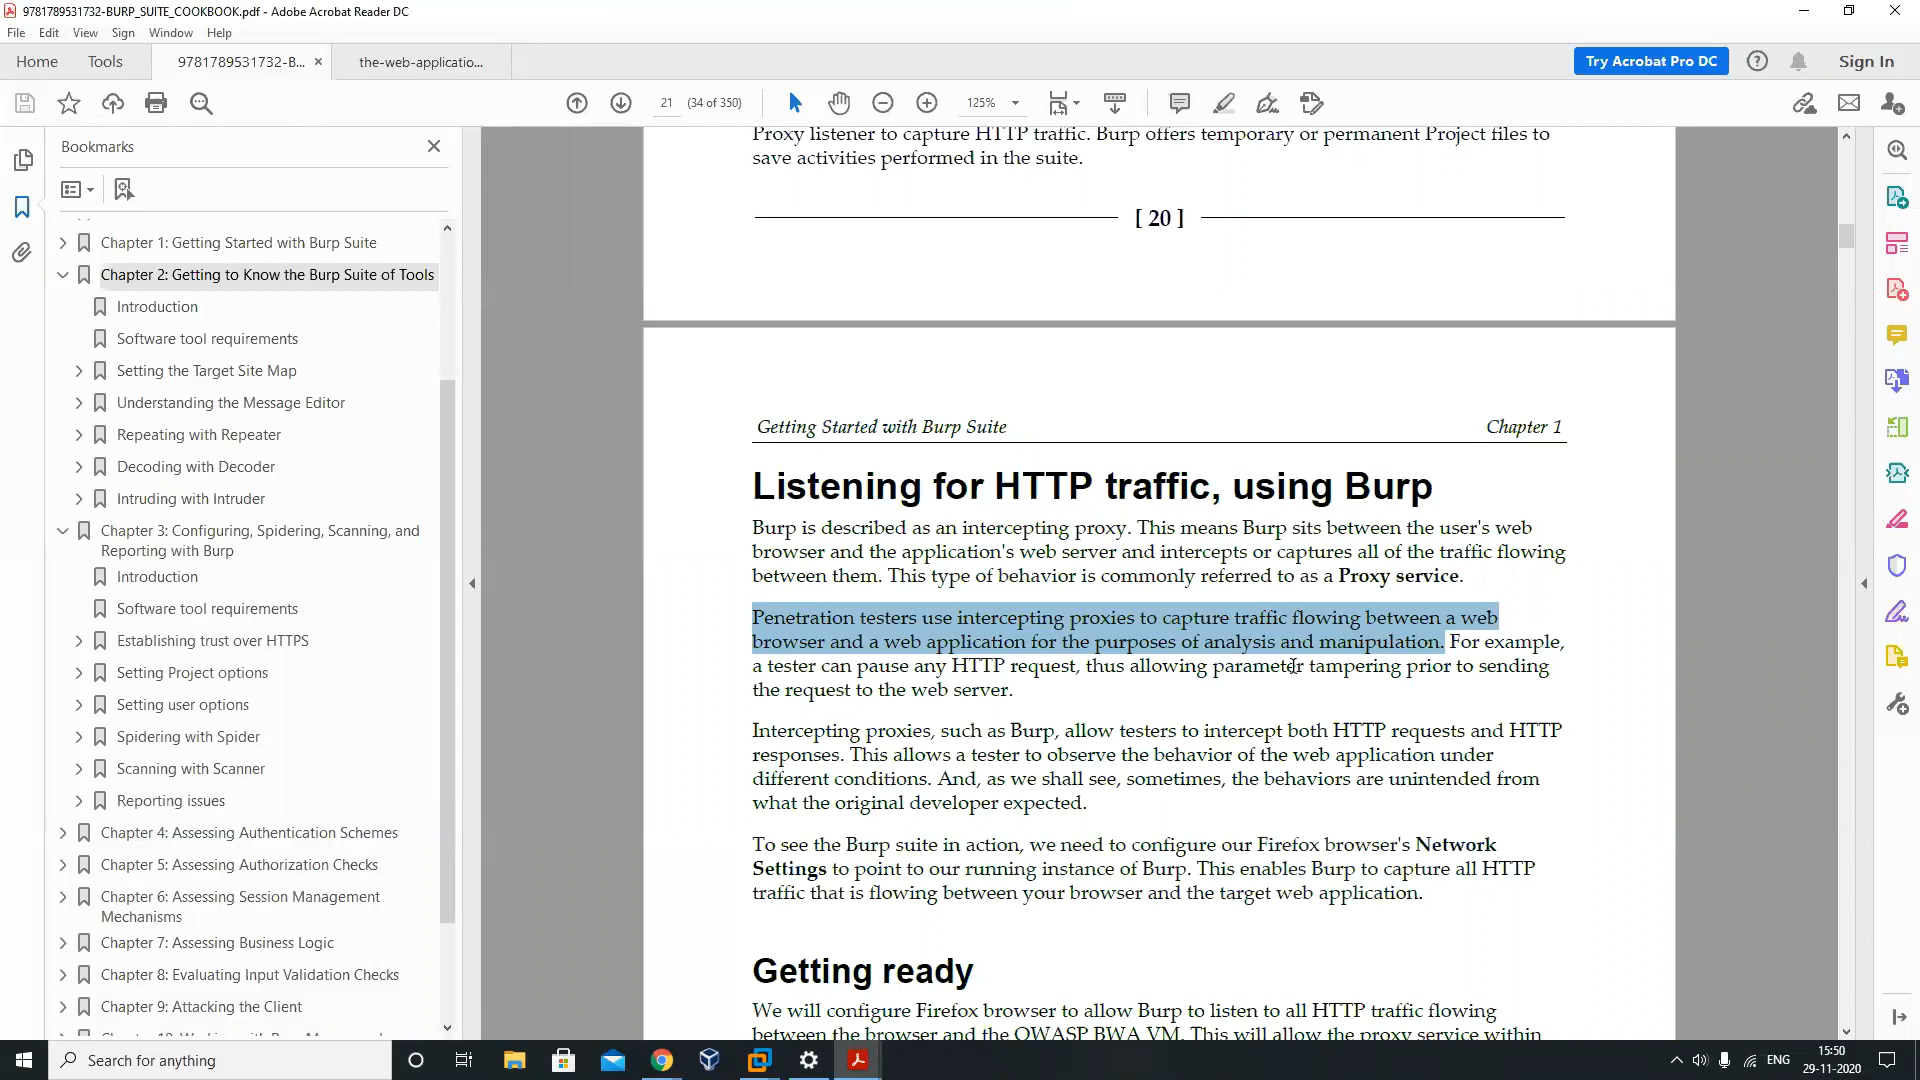 9781789531732-BURP_SUITE_COOKBOOK.pdf - Adobe Acrobat Reader DC
File Edit View Sign Window Help
Home Tools 9781789531732-B... × the-web-applicatio... Try Acrobat Pro DC Sign In
21 (34 of 350) 125%
Bookmarks
Chapter 1: Getting Started with Burp Suite
Chapter 2: Getting to Know the Burp Suite of Tools
Introduction
Software tool requirements
Setting the Target Site Map
Understanding the Message Editor
Repeating with Repeater
Decoding with Decoder
Intruding with Intruder
Chapter 3: Configuring, Spidering, Scanning, and
Reporting with Burp
Introduction
Software tool requirements
Establishing trust over HTTPS
Setting Project options
Setting user options
Spidering with Spider
Scanning with Scanner
Reporting issues
Chapter 4: Assessing Authentication Schemes
Chapter 5: Assessing Authorization Checks
Chapter 6: Assessing Session Management
Mechanisms
Chapter 7: Assessing Business Logic
Chapter 8: Evaluating Input Validation Checks
Chapter 9: Attacking the Client
Proxy listener to capture HTTP traffic. Burp offers temporary or permanent Project files to
save activities performed in the suite.
[ 20 ]
Getting Started with Burp Suite Chapter 1
Listening for HTTP traffic, using Burp
Burp is described as an intercepting proxy. This means Burp sits between the user's web
browser and the application's web server and intercepts or captures all of the traffic flowing
between them. This type of behavior is commonly referred to as a Proxy service.
Penetration testers use intercepting proxies to capture traffic flowing between a web
browser and a web application for the purposes of analysis and manipulation. For example,
a tester can pause any HTTP request, thus allowing parameter tampering prior to sending
the request to the web server.
Intercepting proxies, such as Burp, allow testers to intercept both HTTP requests and HTTP
responses. This allows a tester to observe the behavior of the web application under
different conditions. And, as we shall see, sometimes, the behaviors are unintended from
what the original developer expected.
To see the Burp suite in action, we need to configure our Firefox browser's Network
Settings to point to our running instance of Burp. This enables Burp to capture all HTTP
traffic that is flowing between your browser and the target web application.
Getting ready
We will configure Firefox browser to allow Burp to listen to all HTTP traffic flowing
between the browser and the OWASP BWA VM. This will allow the proxy service within
Search for anything
ENG
15:50
29-11-2020